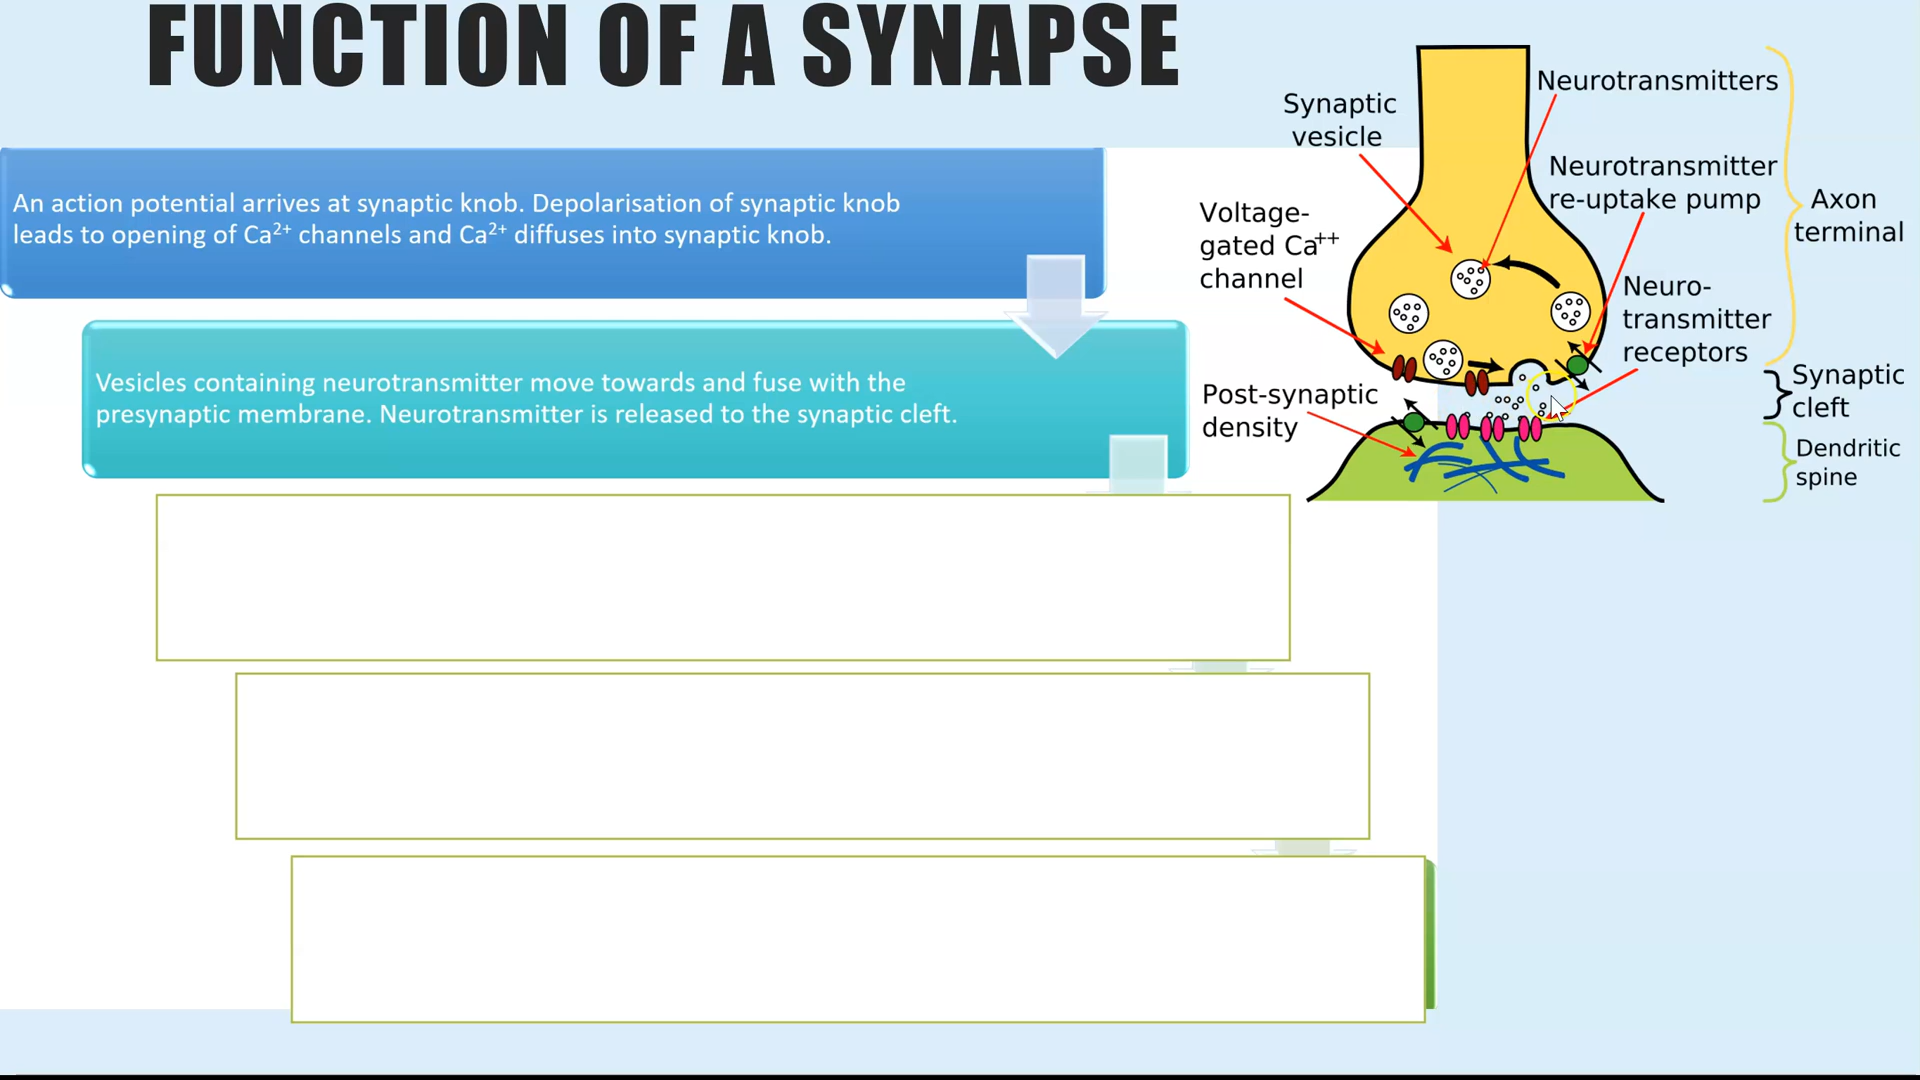 FUNCTION OF A SYNAPSE
An action potential arrives at synaptic knob. Depolarisation of synaptic knob
leads to opening of Ca²⁺ channels and Ca²⁺ diffuses into synaptic knob.
Vesicles containing neurotransmitter move towards and fuse with the
presynaptic membrane. Neurotransmitter is released to the synaptic cleft.
Neurotransmitters
Synaptic
vesicle
Neurotransmitter
re-uptake pump
Axon
terminal
Voltage-
gated Ca⁺⁺
channel
Neuro-
transmitter
receptors
Synaptic
cleft
Post-synaptic
density
Dendritic
spine